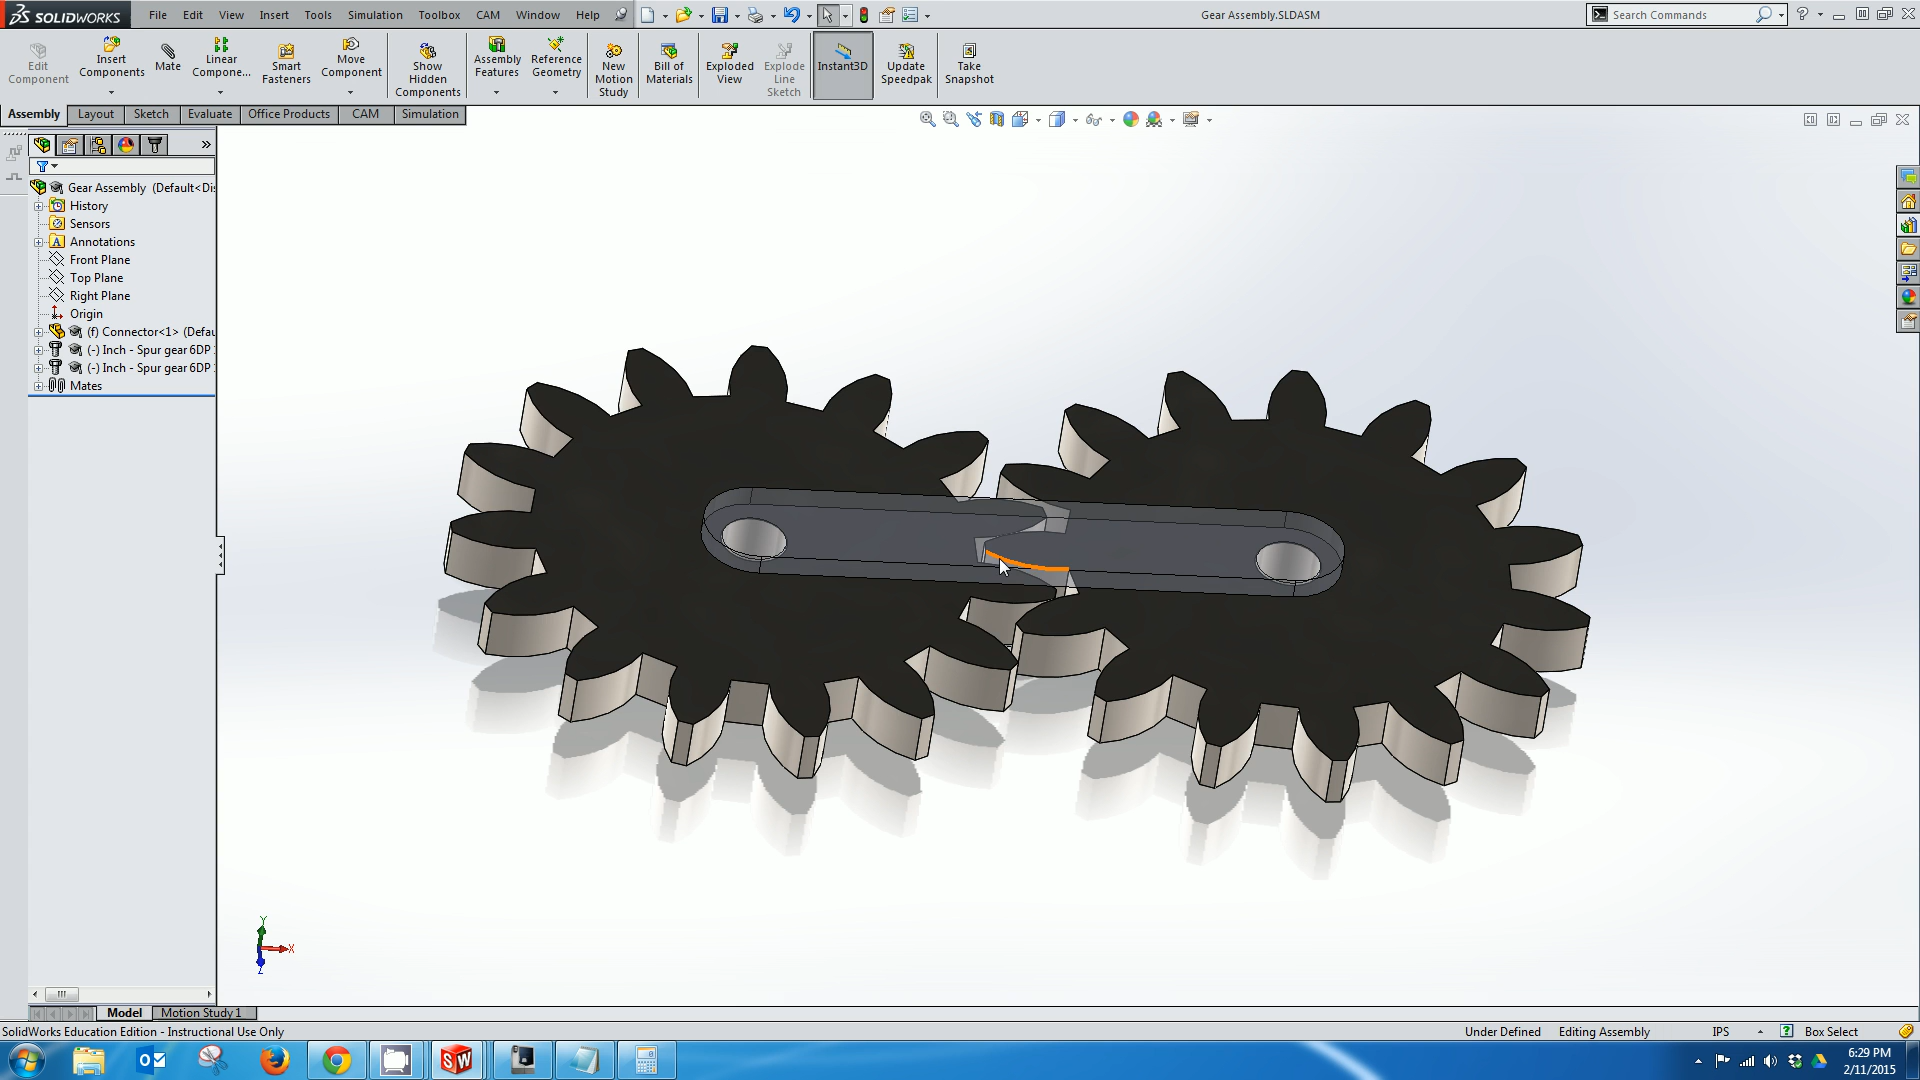 SOLIDWORKS File Edit View Insert Tools Simulation Toolbox CAM Window Help Gear Assembly.SLDASM Search Commands
Edit Component
Insert Components
Mate
Linear Compone...
Smart Fasteners
Move Component
Show Hidden Components
Assembly Features
Reference Geometry
New Motion Study
Bill of Materials
Exploded View
Explode Line Sketch
Instant3D
Update Speedpak
Take Snapshot
Assembly Layout Sketch Evaluate Office Products CAM Simulation
Gear Assembly (Default<Di
History
Sensors
Annotations
Front Plane
Top Plane
Right Plane
Origin
(f) Connector<1> (Defau
(-) Inch - Spur gear 6DP
(-) Inch - Spur gear 6DP
Mates
Y
X
Z
Model Motion Study 1
SolidWorks Education Edition - Instructional Use Only Under Defined Editing Assembly IPS Box Select
6:29 PM
2/11/2015